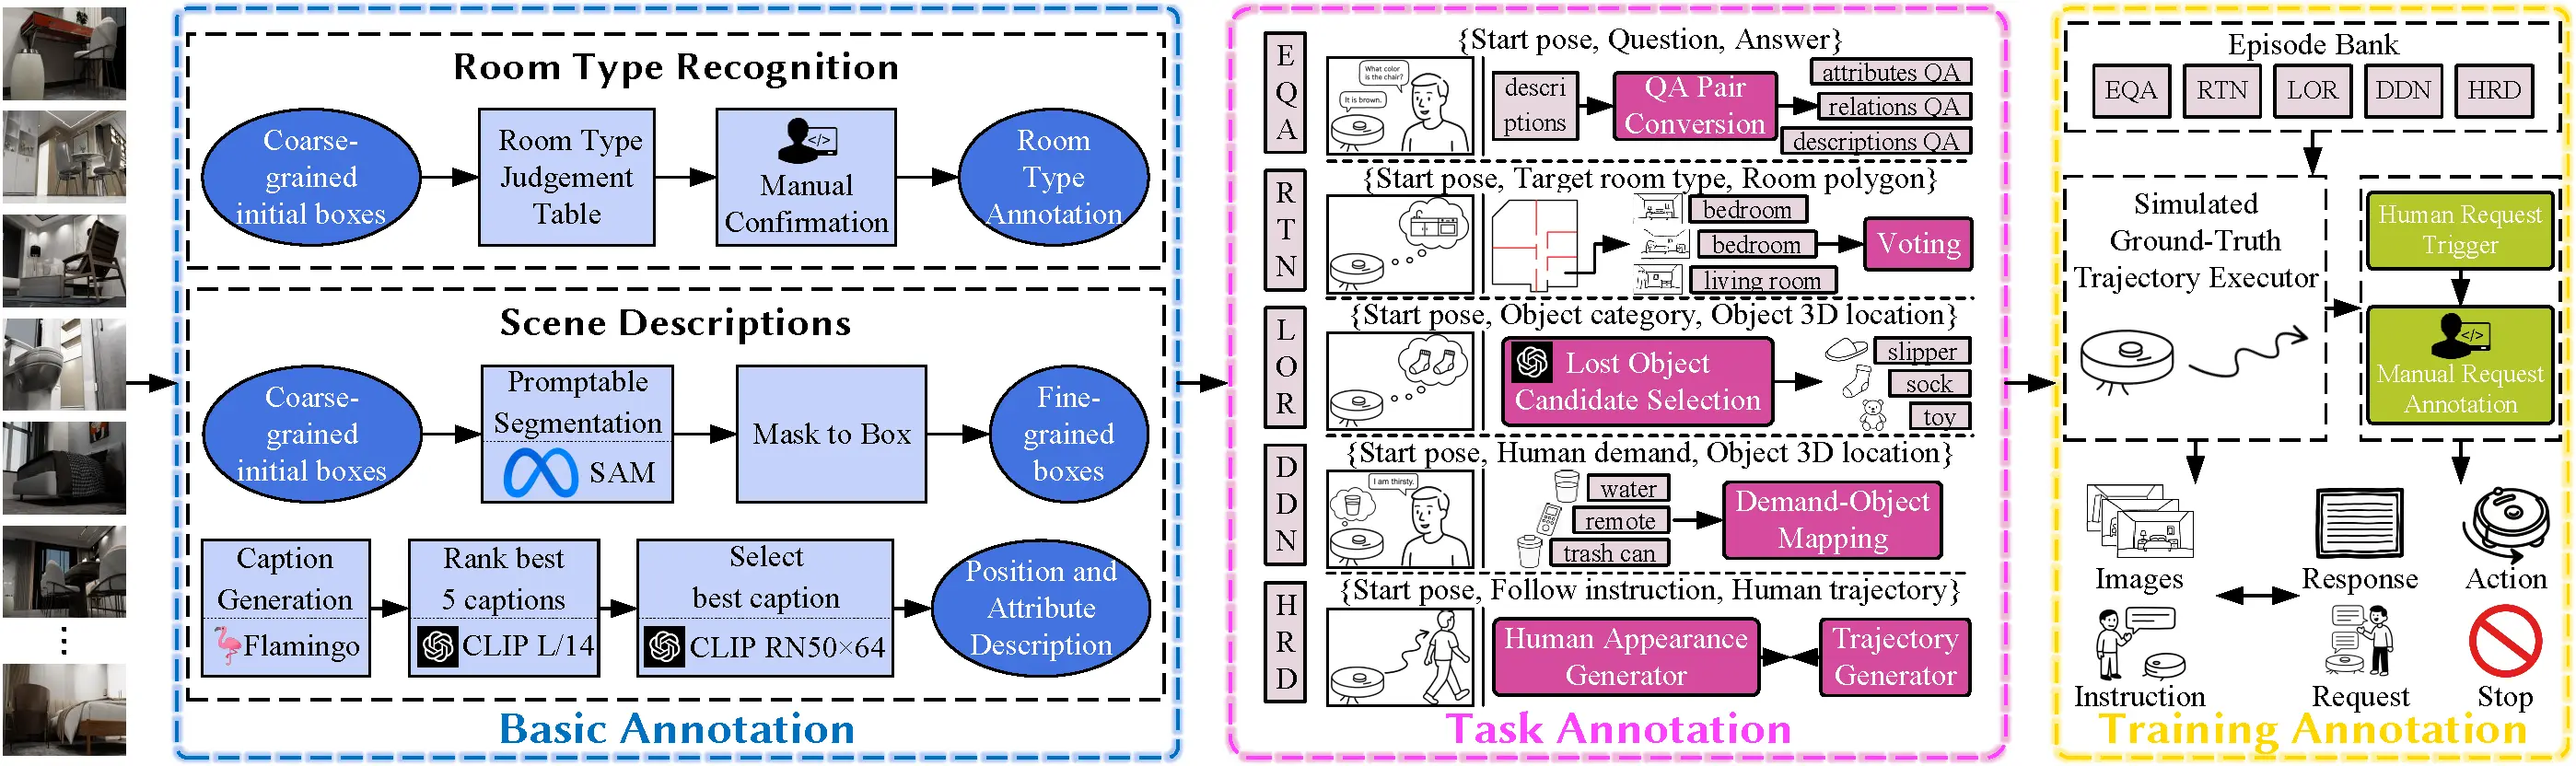 Room Type Recognition
Coarse-
grained
initial boxes
Room Type
Judgement
Table
</>
Manual
Confirmation
Room
Type
Annotation
Scene Descriptions
Coarse-
grained
initial boxes
Promptable
Segmentation
SAM
Mask to Box
Fine-
grained
boxes
Caption
Generation
Flamingo
Rank best
5 captions
CLIP L/14
Select
best caption
CLIP RN50×64
Position and
Attribute
Description
Basic Annotation
E
Q
A
{Start pose, Question, Answer}
What color
is the chair?
It is brown.
descri
ptions
QA Pair
Conversion
attributes QA
relations QA
descriptions QA
R
T
N
{Start pose, Target room type, Room polygon}
bedroom
bedroom
living room
Voting
L
O
R
{Start pose, Object category, Object 3D location}
Lost Object
Candidate Selection
slipper
sock
toy
D
D
N
{Start pose, Human demand, Object 3D location}
I am thirsty.
water
remote
trash can
Demand-Object
Mapping
H
R
D
{Start pose, Follow instruction, Human trajectory}
Human Appearance
Generator
Trajectory
Generator
Task Annotation
Episode Bank
EQA
RTN
LOR
DDN
HRD
Simulated
Ground-Truth
Trajectory Executor
Human Request
Trigger
</>
Manual Request
Annotation
Images
Response
Action
Instruction
Request
Stop
Training Annotation